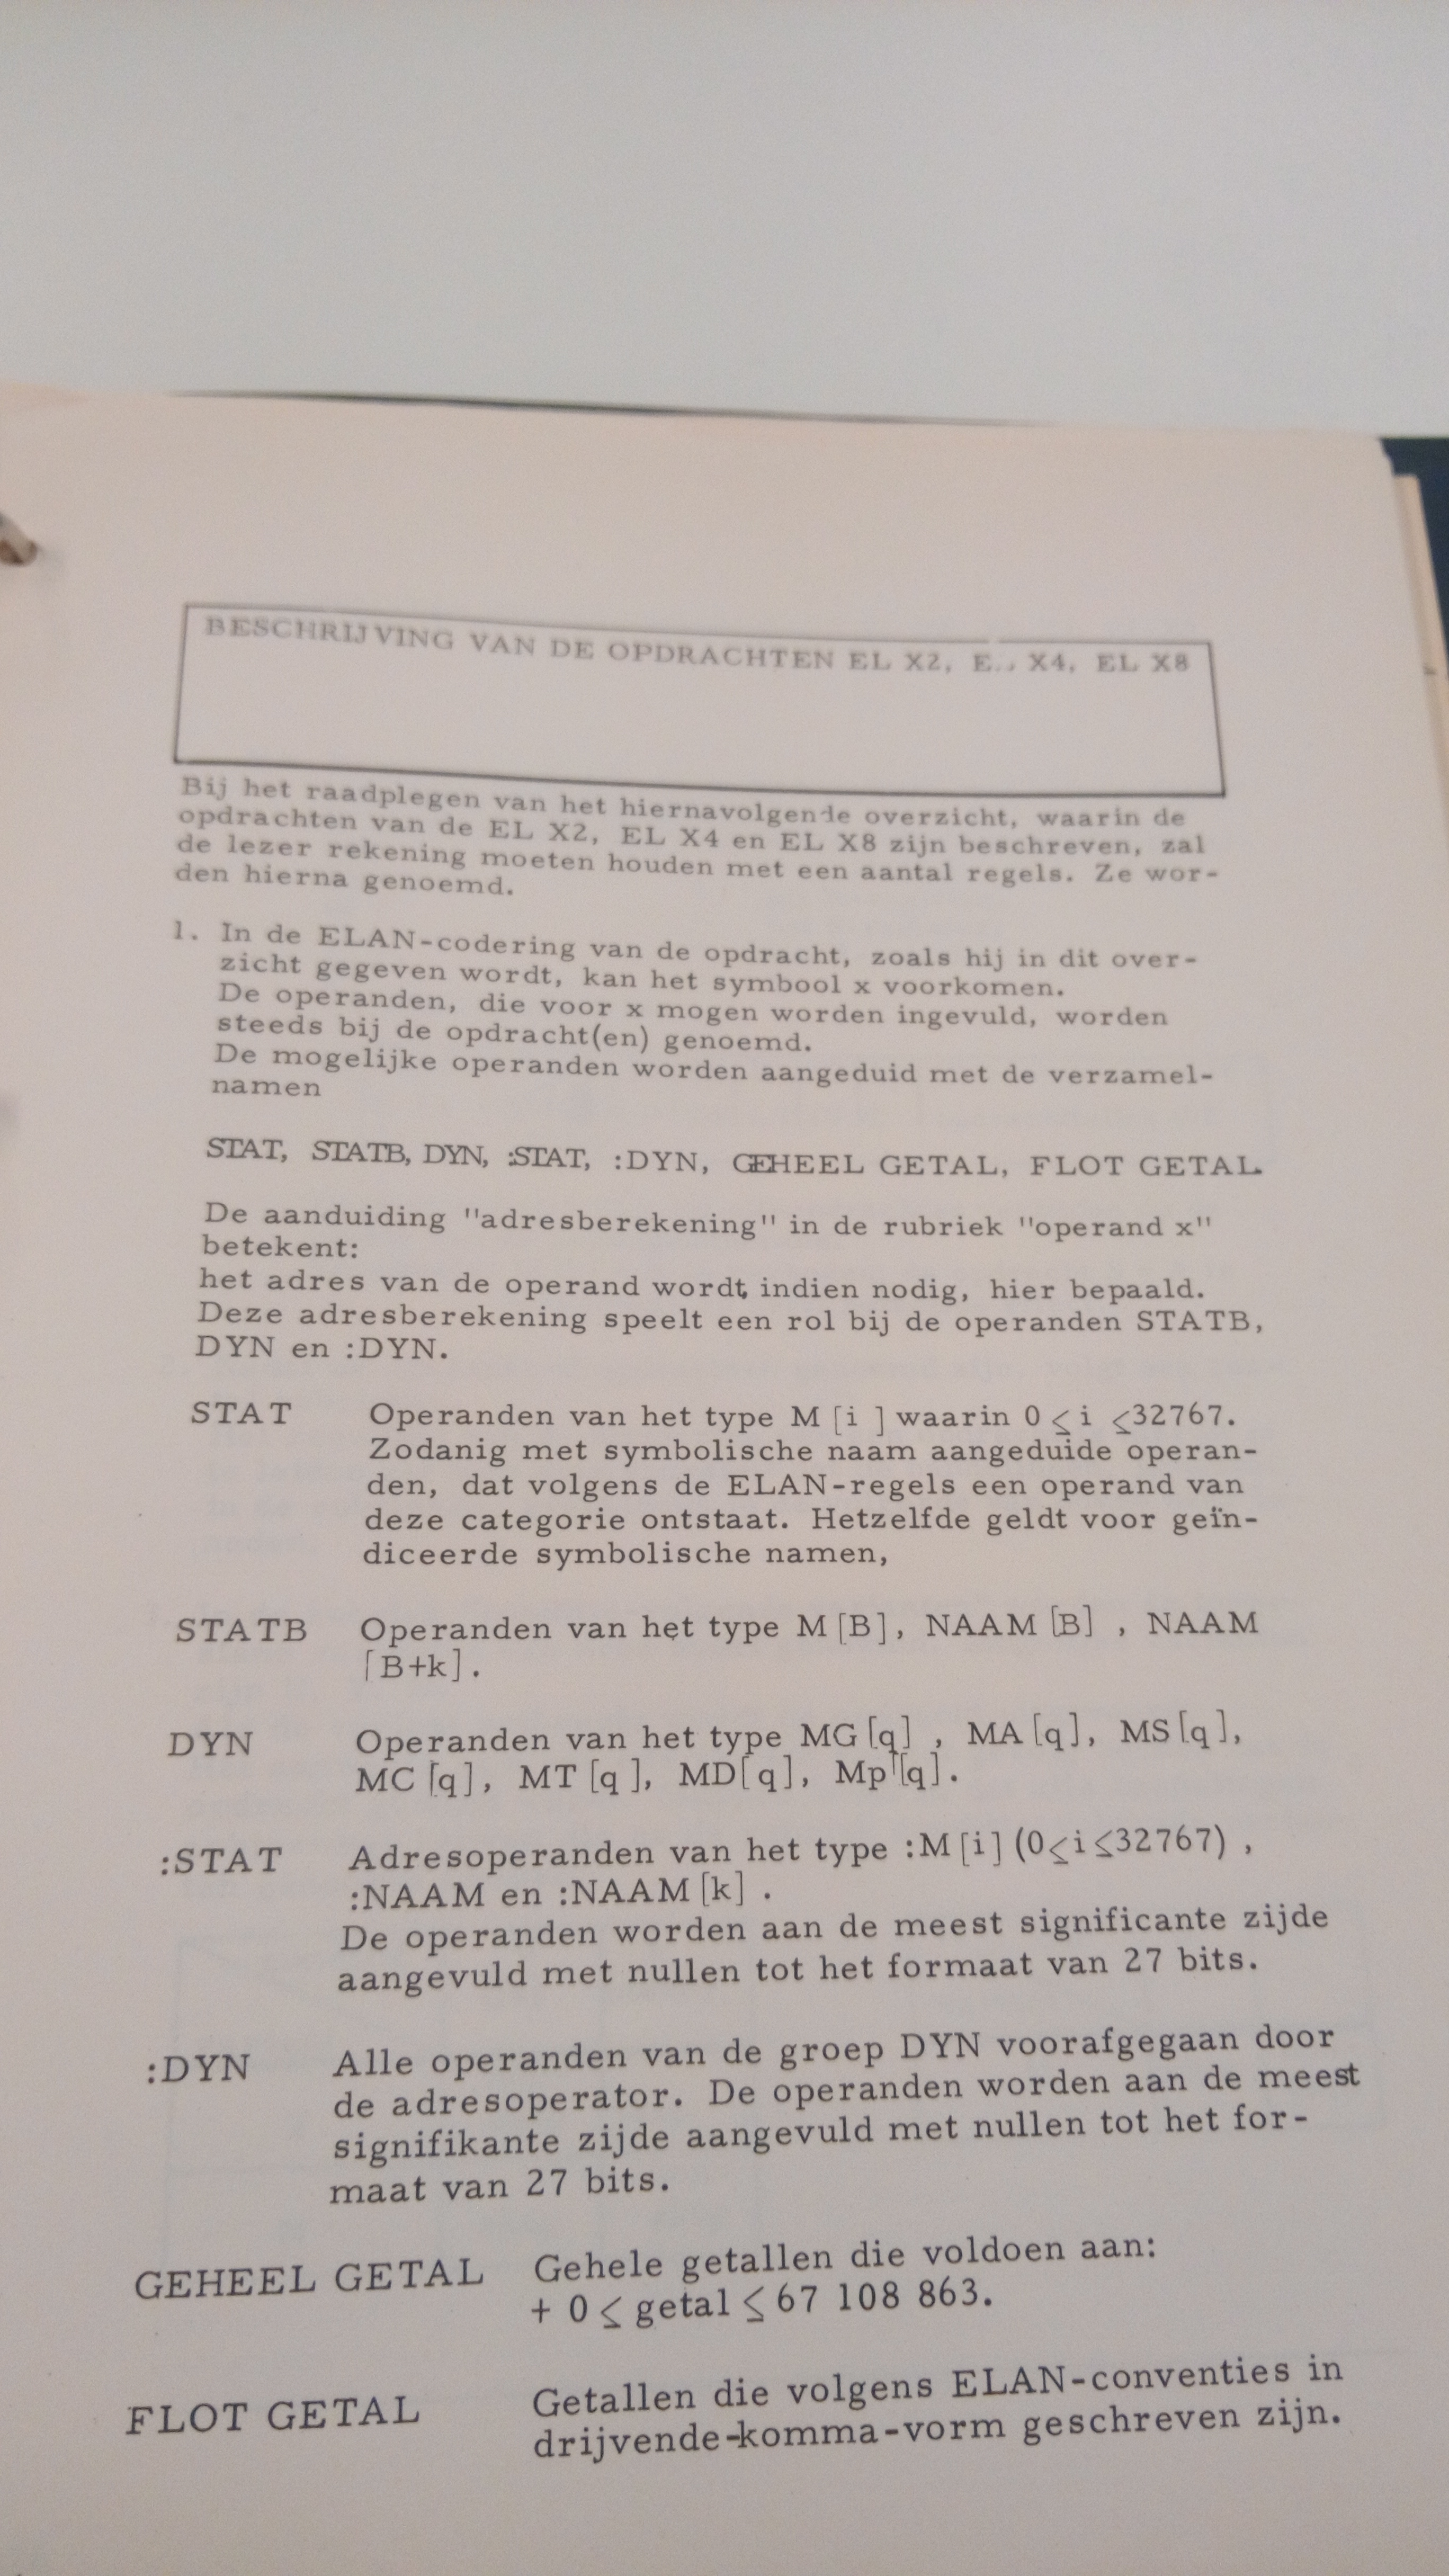 BESCHRIJVING VAN DE OPDRACHTEN EL X2, E.. X4, EL X8
Bij het raadplegen van het hiernavolgende overzicht, waarin de
opdrachten van de EL X2, EL X4 en EL X8 zijn beschreven, zal
de lezer rekening moeten houden met een aantal regels. Ze wor-
den hierna genoemd.
1. In de ELAN-codering van de opdracht, zoals hij in dit over-
zicht gegeven wordt, kan het symbool x voorkomen.
De operanden, die voor x mogen worden ingevuld, worden
steeds bij de opdracht(en) genoemd.
De mogelijke operanden worden aangeduid met de verzamel-
namen
STAT, STATB, DYN, :STAT, :DYN, GEHEEL GETAL, FLOT GETAL.
De aanduiding "adresberekening" in de rubriek "operand x"
betekent:
het adres van de operand wordt, indien nodig, hier bepaald.
Deze adresberekening speelt een rol bij de operanden STATB,
DYN en :DYN.
STAT Operanden van het type M [i ] waarin 0 ≤ i ≤32767.
Zodanig met symbolische naam aangeduide operan-
den, dat volgens de ELAN-regels een operand van
deze categorie ontstaat. Hetzelfde geldt voor geïn-
diceerde symbolische namen,
STATB Operanden van het type M [B], NAAM [B] , NAAM
[B+k].
DYN Operanden van het type MG [q] , MA [q], MS [q],
MC [q], MT [q ], MD[ q], Mp [q].
:STAT Adresoperanden van het type :M [i] (0≤i≤32767) ,
:NAAM en :NAAM [k] .
De operanden worden aan de meest significante zijde
aangevuld met nullen tot het formaat van 27 bits.
:DYN Alle operanden van de groep DYN voorafgegaan door
de adresoperator. De operanden worden aan de meest
signifikante zijde aangevuld met nullen tot het for-
maat van 27 bits.
GEHEEL GETAL Gehele getallen die voldoen aan:
+ 0 ≤ getal ≤ 67 108 863.
FLOT GETAL Getallen die volgens ELAN-conventies in
drijvende-komma-vorm geschreven zijn.